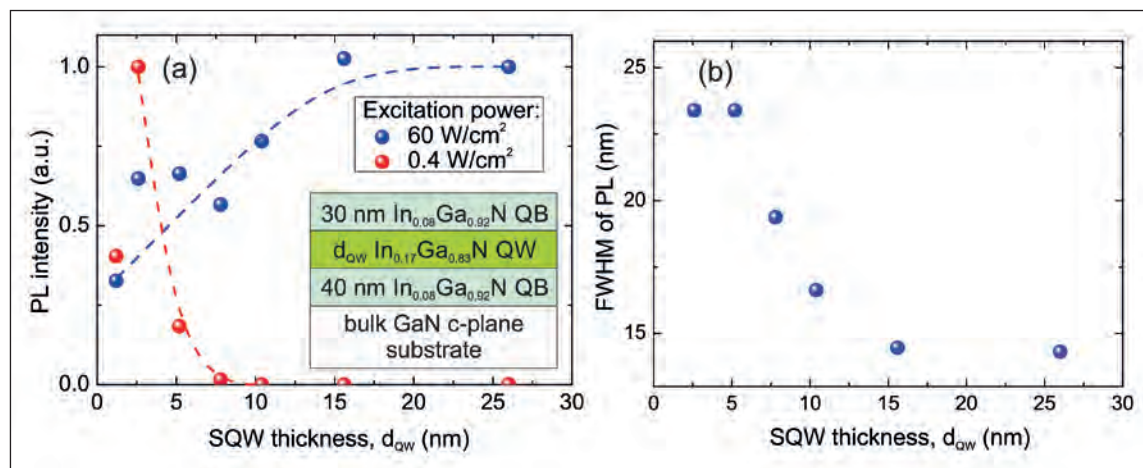 (a)
PL intensity (a.u.)
1.0
0.5
0.0
Excitation power:
60 W/cm²
0.4 W/cm²
30 nm In₀.₀₈Ga₀.₉₂N QB
d_QW In₀.₁₇Ga₀.₈₃N QW
40 nm In₀.₀₈Ga₀.₉₂N QB
bulk GaN c-plane
substrate
0 5 10 15 20 25 30
SQW thickness, d_QW (nm)
(b)
FWHM of PL (nm)
25
20
15
0 5 10 15 20 25 30
SQW thickness, d_QW (nm)